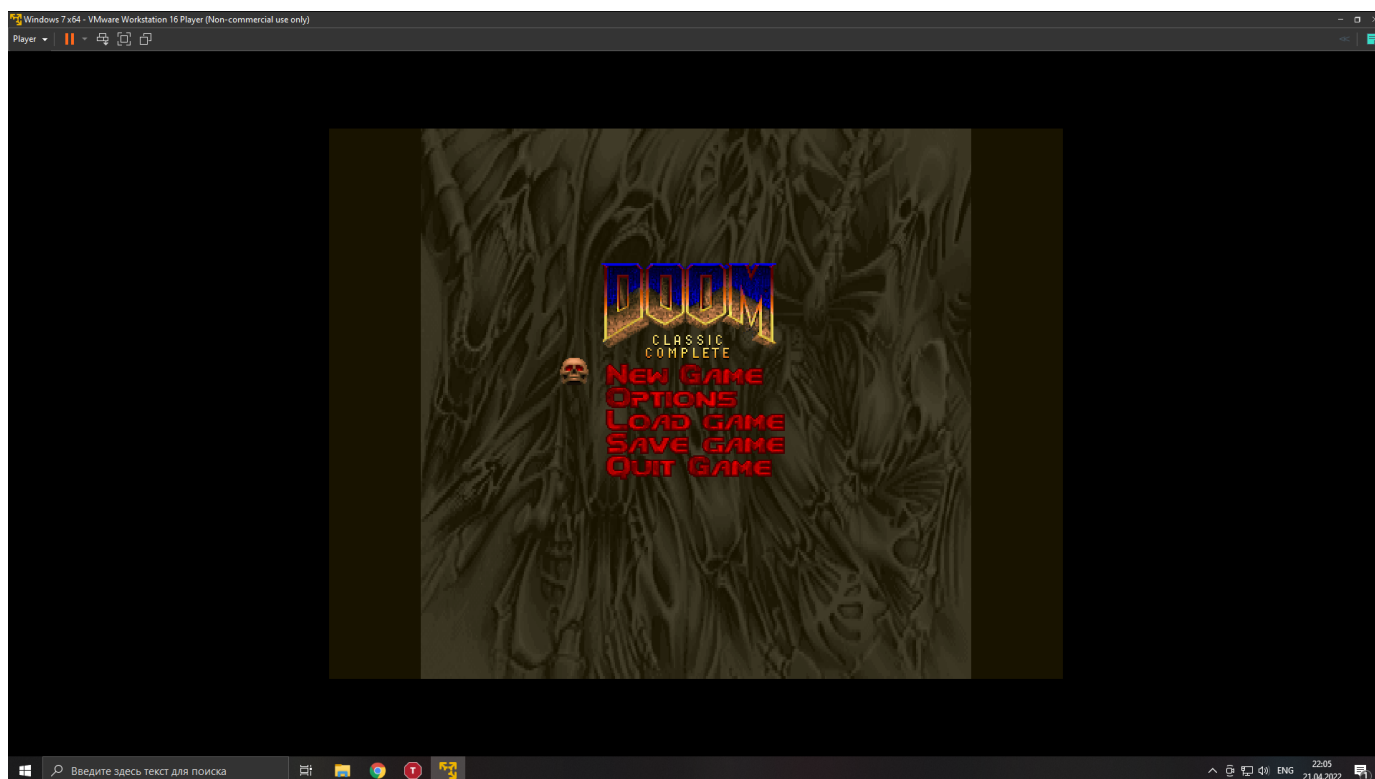 Windows 7 x64 - VMware Workstation 16 Player (Non-commercial use only)
Player
DOOM
CLASSIC
COMPLETE
NEW GAME
OPTIONS
LOAD GAME
SAVE GAME
QUIT GAME
Введите здесь текст для поиска
T
ENG
22:05
21.04.2022
1